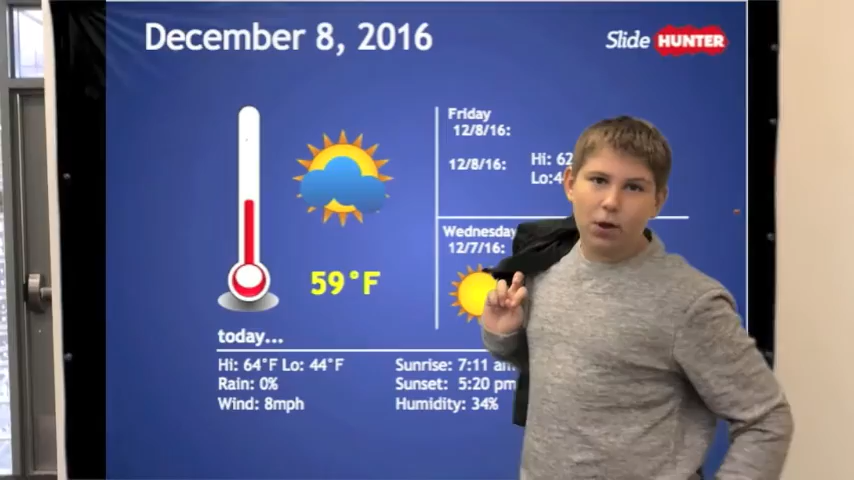 December 8, 2016
Slide HUNTER
Friday
12/8/16:
12/8/16:
Hi: 62
Lo:4
Wednesday
12/7/16:
59°F
today...
Hi: 64°F Lo: 44°F
Rain: 0%
Wind: 8mph
Sunrise: 7:11 am
Sunset: 5:20 pm
Humidity: 34%